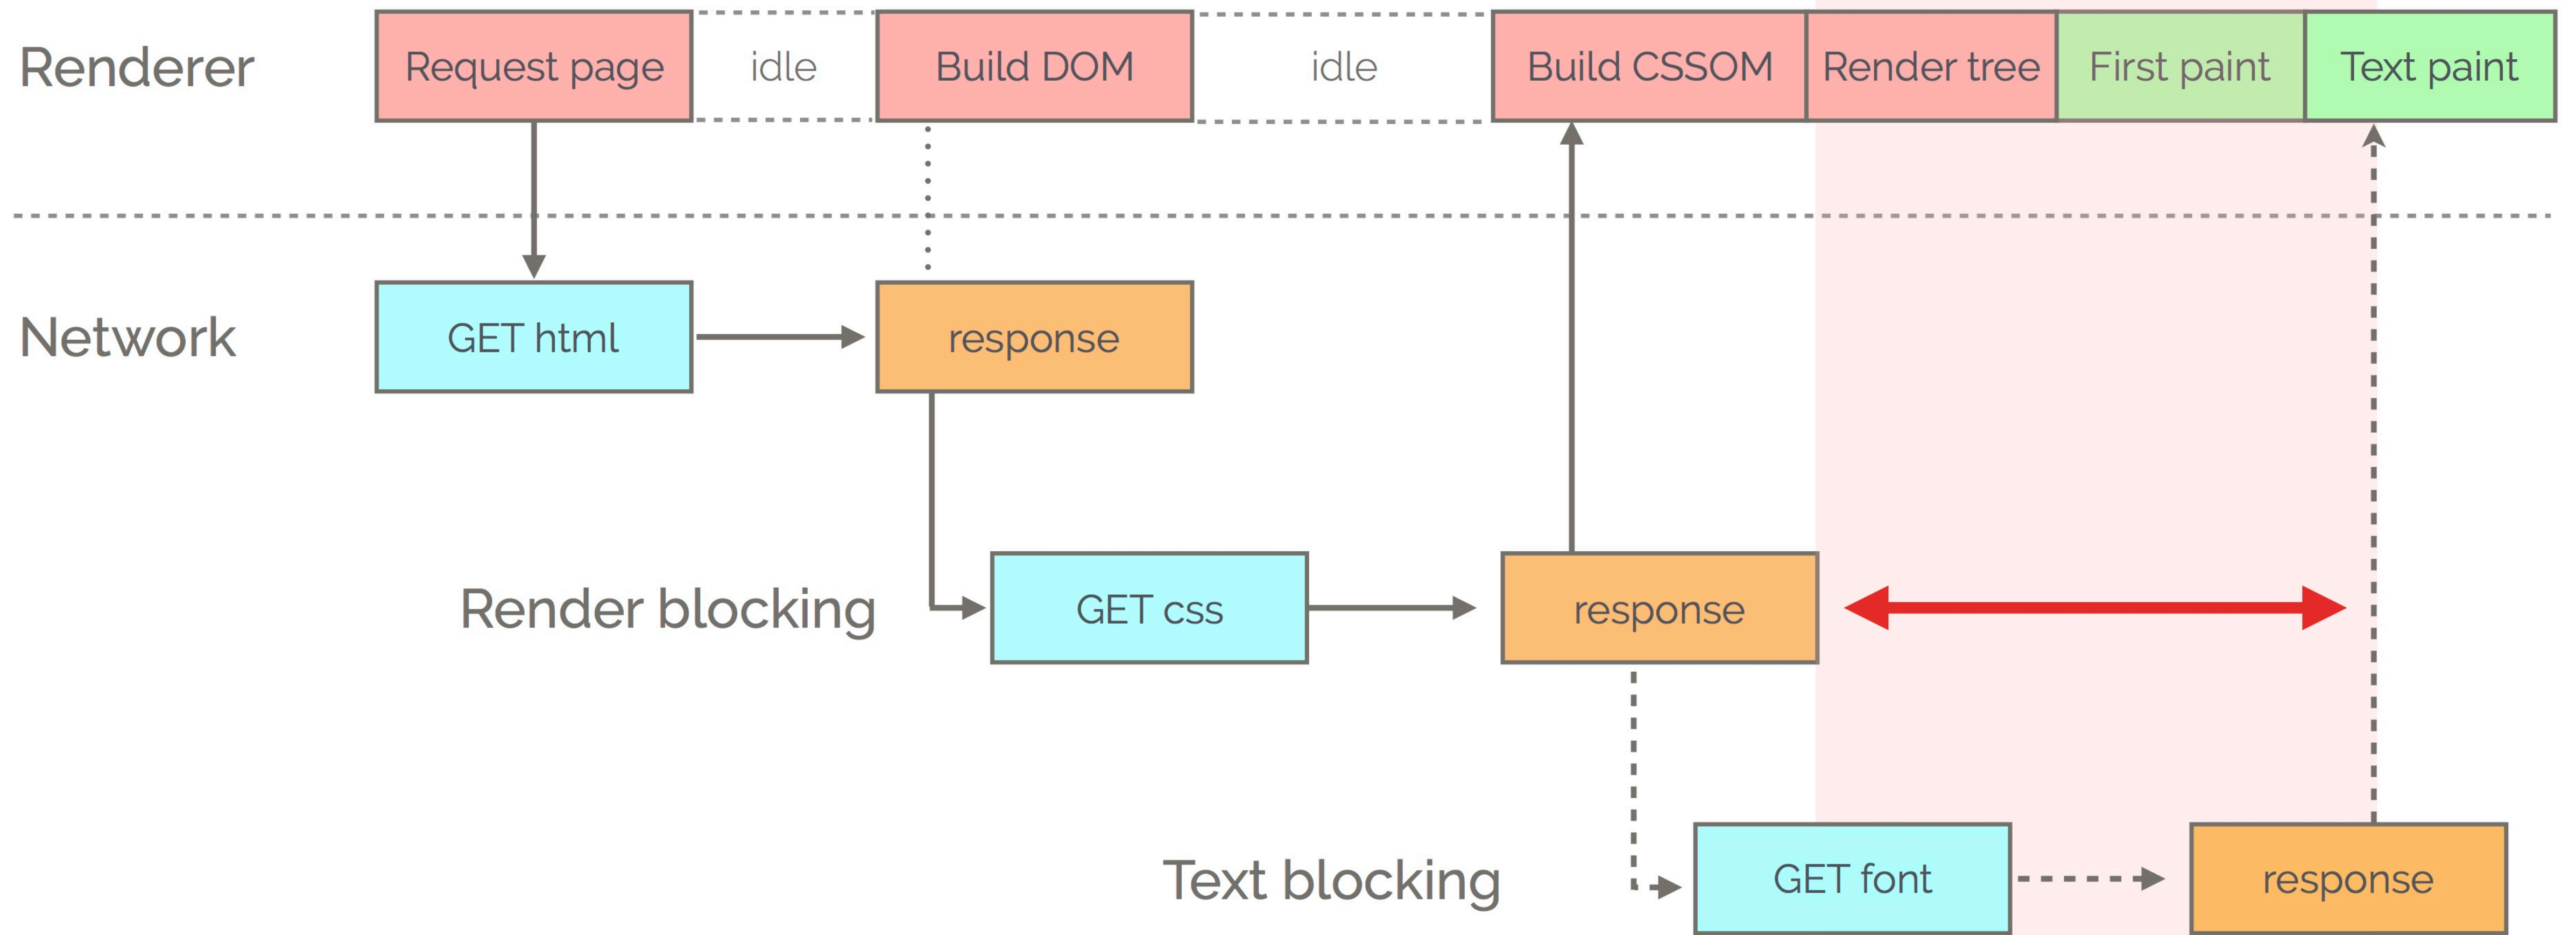 Renderer
Request page
idle
Build DOM
idle
Build CSSOM
Render tree
First paint
Text paint
Network
GET html
response
Render blocking
GET css
response
Text blocking
GET font
response